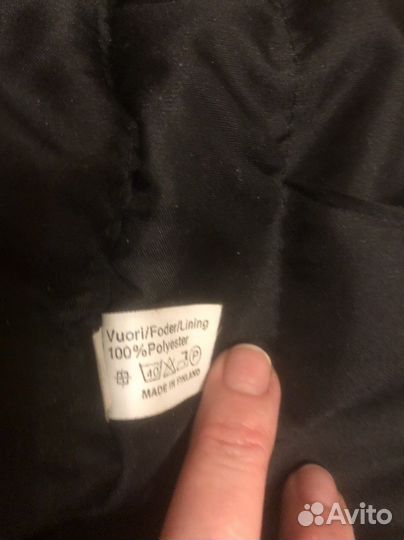 Vuori/Foder/Lining
100%Polyester
40 P
MADE IN FINLAND
Avito